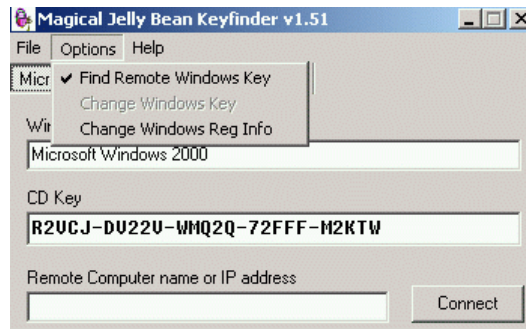 Magical Jelly Bean Keyfinder v1.51
File Options Help
Find Remote Windows Key
Change Windows Key
Change Windows Reg Info
Microsoft Windows 2000
CD Key
R2VCJ-DV22V-WMQ2Q-72FFF-M2KTW
Remote Computer name or IP address
Connect